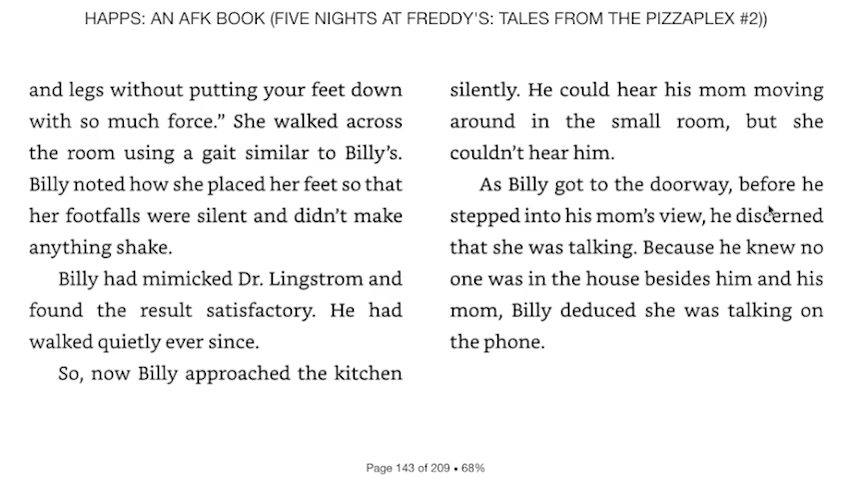 HAPPS: AN AFK BOOK (FIVE NIGHTS AT FREDDY'S: TALES FROM THE PIZZAPLEX #2))
and legs without putting your feet down
with so much force.” She walked across
the room using a gait similar to Billy’s.
Billy noted how she placed her feet so that
her footfalls were silent and didn’t make
anything shake.
Billy had mimicked Dr. Lingstrom and
found the result satisfactory. He had
walked quietly ever since.
So, now Billy approached the kitchen
silently. He could hear his mom moving
around in the small room, but she
couldn’t hear him.
As Billy got to the doorway, before he
stepped into his mom’s view, he discerned
that she was talking. Because he knew no
one was in the house besides him and his
mom, Billy deduced she was talking on
the phone.
Page 143 of 209 • 68%